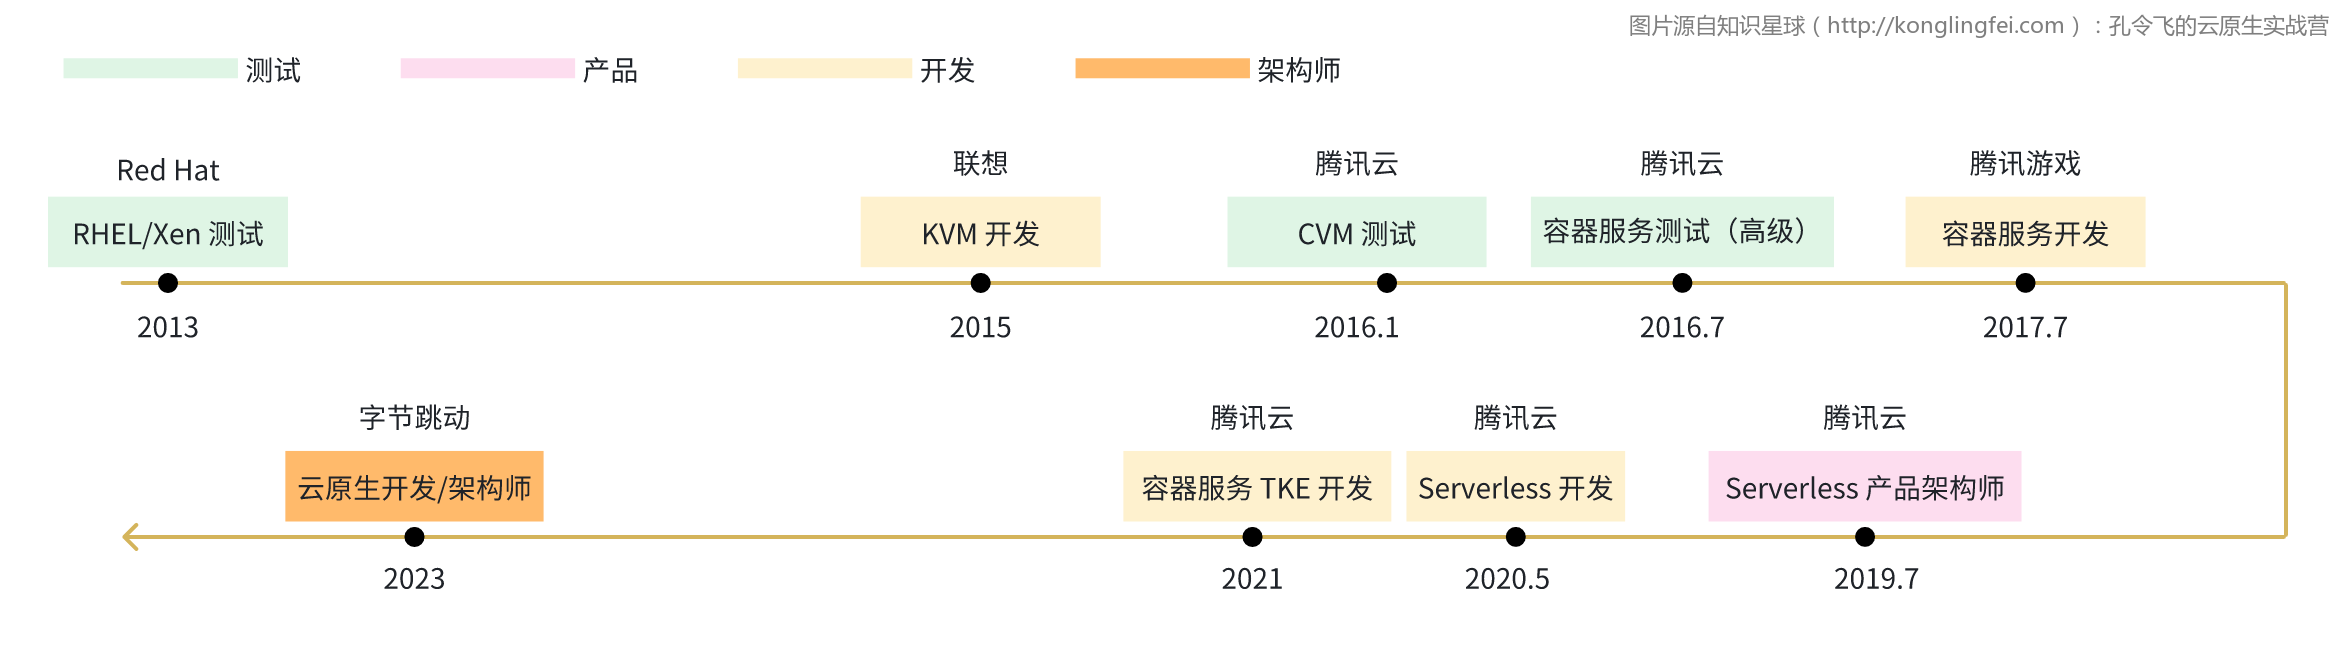 图片源自知识星球（http://konglingfei.com）：孔令飞的云原生实战营
测试 产品 开发 架构师
Red Hat 联想 腾讯云 腾讯云 腾讯游戏
RHEL/Xen 测试 KVM 开发 CVM 测试 容器服务测试（高级） 容器服务开发
2013 2015 2016.1 2016.7 2017.7
字节跳动 腾讯云 腾讯云 腾讯云
云原生开发/架构师 容器服务 TKE 开发 Serverless 开发 Serverless 产品架构师
2023 2021 2020.5 2019.7